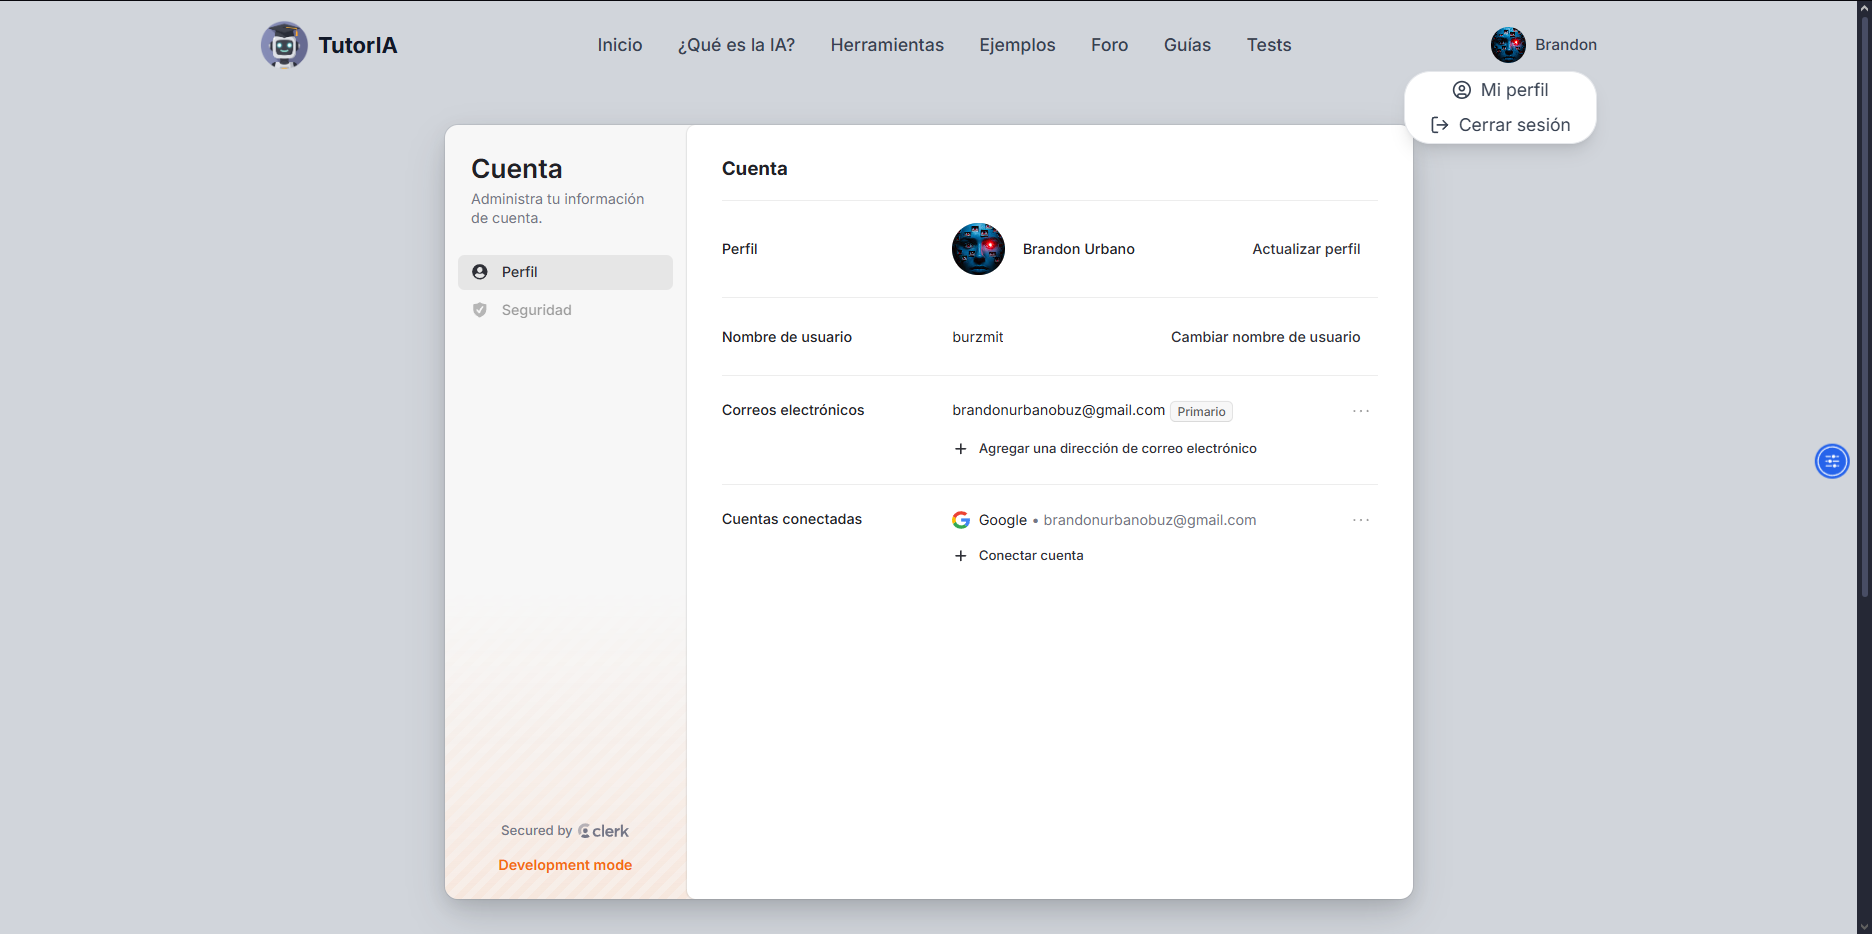 TutorIA
Inicio
¿Qué es la IA?
Herramientas
Ejemplos
Foro
Guías
Tests
Brandon
Mi perfil
Cerrar sesión
Cuenta
Administra tu información
de cuenta.
Perfil
Seguridad
Secured by clerk
Development mode
Cuenta
Perfil
Brandon Urbano
Actualizar perfil
Nombre de usuario
burzmit
Cambiar nombre de usuario
Correos electrónicos
brandonurbanobuz@gmail.com Primario
+ Agregar una dirección de correo electrónico
Cuentas conectadas
Google • brandonurbanobuz@gmail.com
+ Conectar cuenta